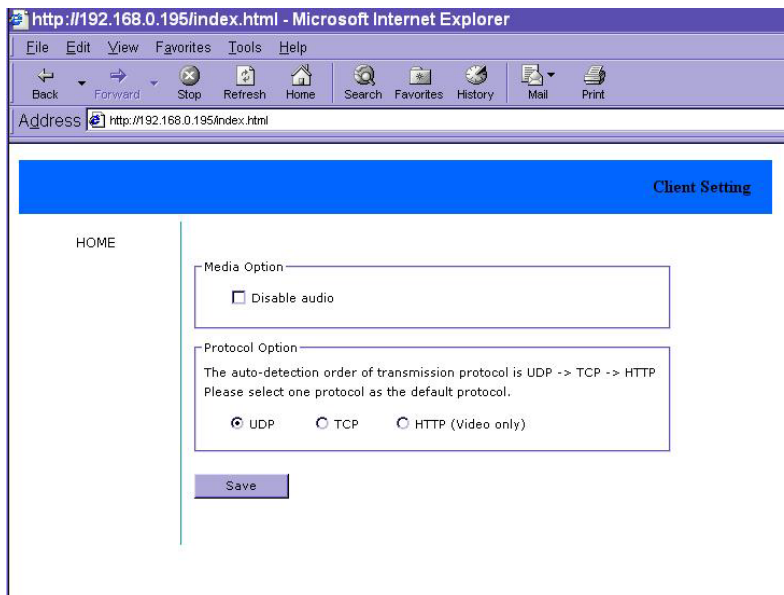 http://192.168.0.195/index.html - Microsoft Internet Explorer
File Edit View Favorites Tools Help
Back Forward Stop Refresh Home Search Favorites History Mail Print
Address http://192.168.0.195/index.html
Client Setting
HOME
Media Option
Disable audio
Protocol Option
The auto-detection order of transmission protocol is UDP -> TCP -> HTTP
Please select one protocol as the default protocol.
UDP TCP HTTP (Video only)
Save